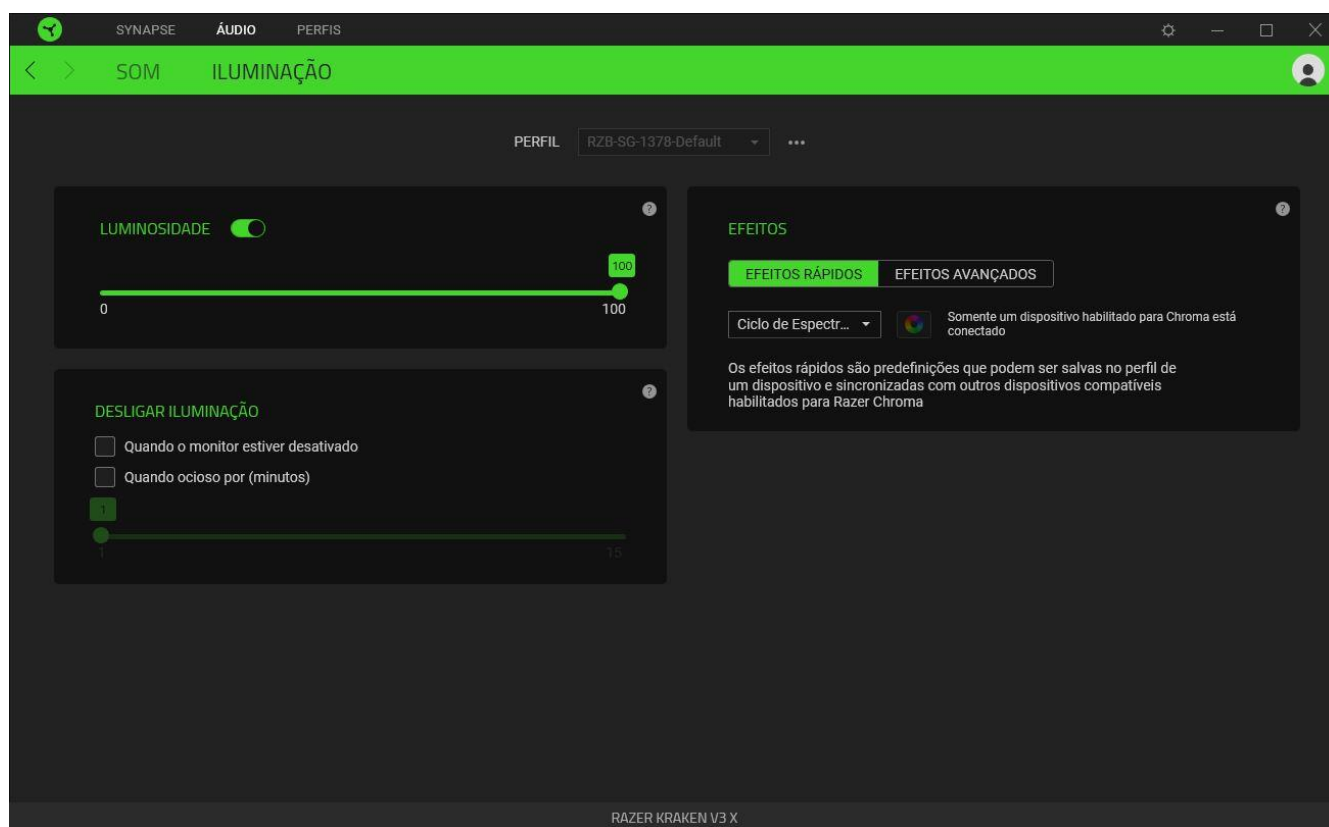 SYNAPSE ÁUDIO PERFIS
SOM ILUMINAÇÃO
PERFIL RZB-SG-1378-Default
LUMINOSIDADE
100
0 100
DESLIGAR ILUMINAÇÃO
Quando o monitor estiver desativado
Quando ocioso por (minutos)
1
1 15
EFEITOS
EFEITOS RÁPIDOS EFEITOS AVANÇADOS
Ciclo de Espectr... Somente um dispositivo habilitado para Chroma está
conectado
Os efeitos rápidos são predefinições que podem ser salvas no perfil de
um dispositivo e sincronizadas com outros dispositivos compatíveis
habilitados para Razer Chroma
RAZER KRAKEN V3 X